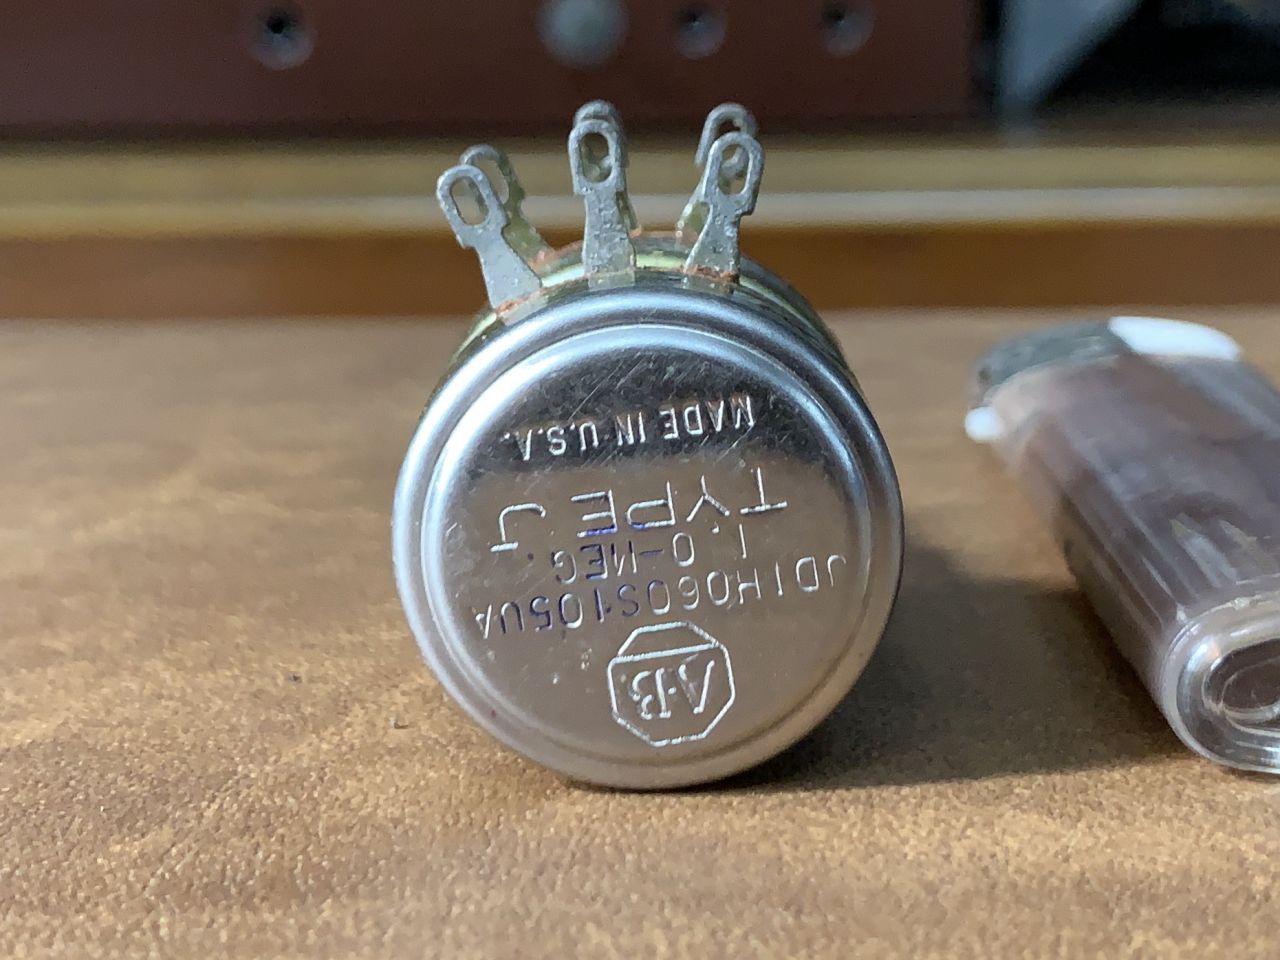 A-B
JD1H060S105UA
1.0-MEG.
TYPE J
MADE IN U.S.A.